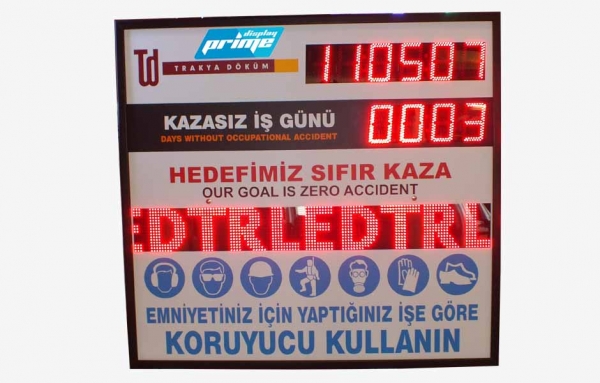 display
prime
Td TRAKYA DÖKÜM
110507
KAZASIZ İŞ GÜNÜ
DAYS WITHOUT OCCUPATIONAL ACCIDENT
0003
HEDEFİMİZ SIFIR KAZA
OUR GOAL IS ZERO ACCIDENT
EDTRLEDTRL
EMNİYETİNİZ İÇİN YAPTIĞINIZ İŞE GÖRE
KORUYUCU KULLANIN